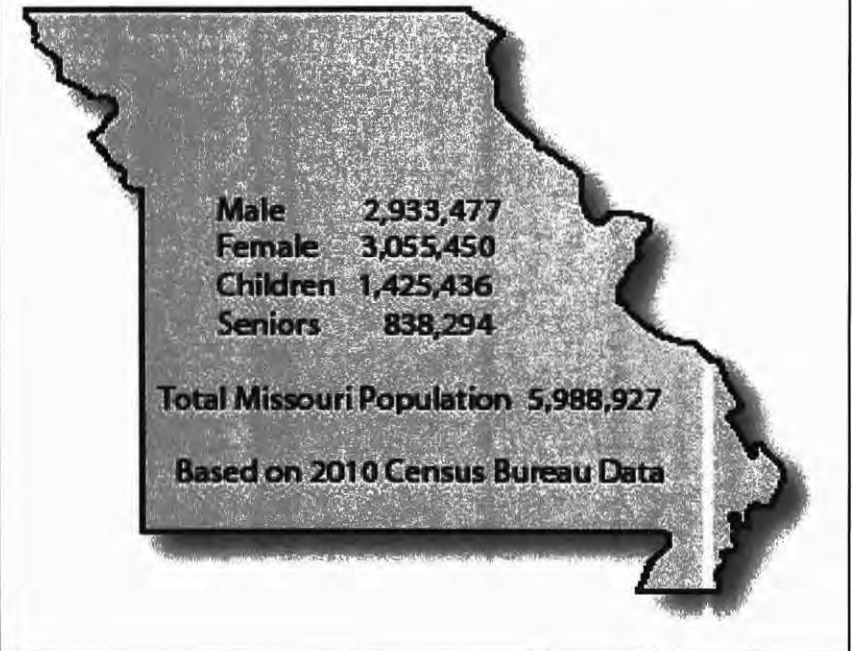 Male 2,933,477
Female 3,055,450
Children 1,425,436
Seniors 838,294
Total Missouri Population 5,988,927
Based on 2010 Census Bureau Data